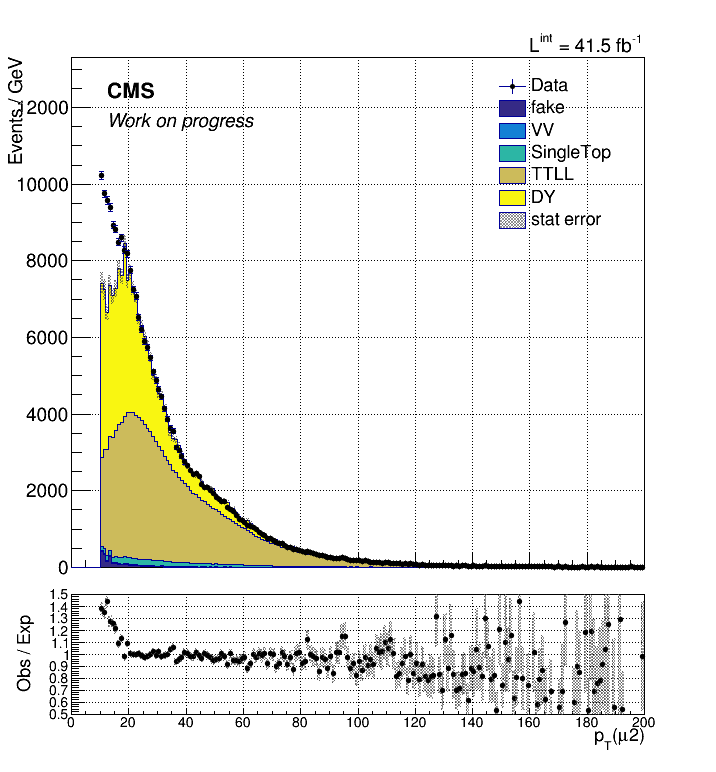 L^int = 41.5 fb^-1
Events / GeV
CMS
Work on progress
Data
fake
VV
SingleTop
TTLL
DY
stat error
12000
10000
8000
6000
4000
2000
0
Obs / Exp
1.5
1.4
1.3
1.2
1.1
1
0.9
0.8
0.7
0.6
0.5
0 20 40 60 80 100 120 140 160 180 200
p_T(μ2)